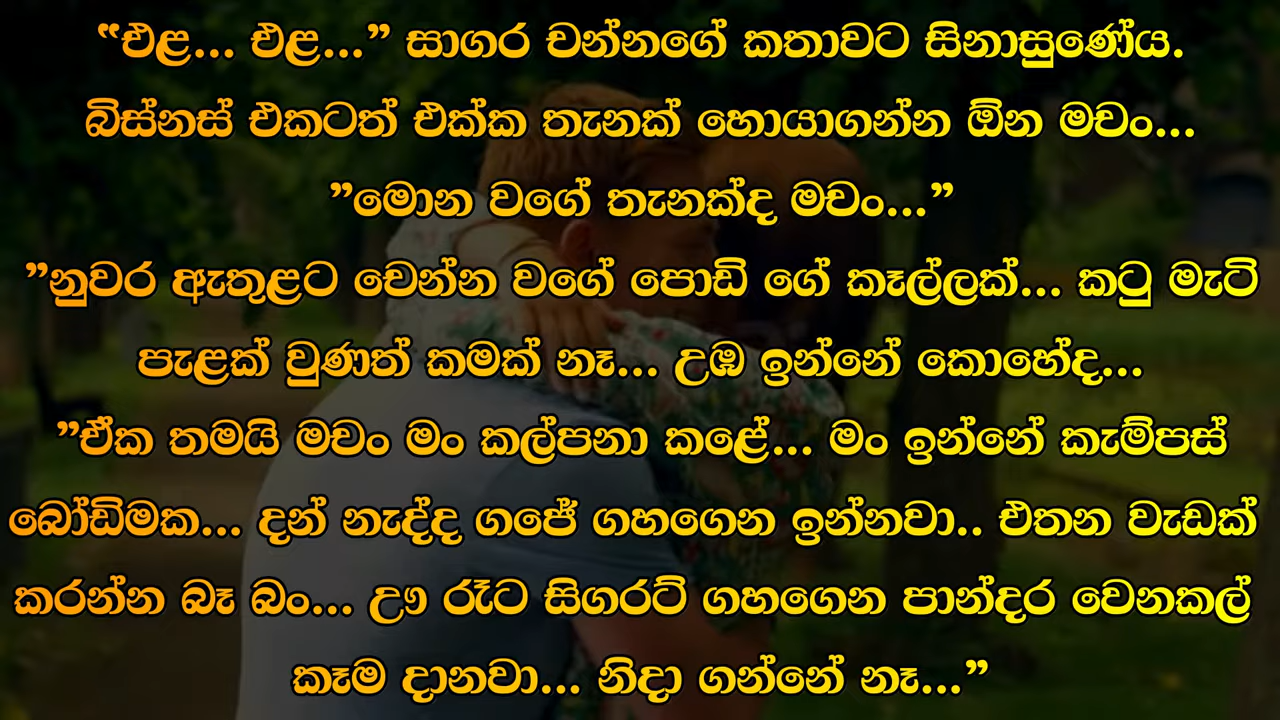 “එළ... එළ...” සාගර චන්නගේ කතාවට සිනාසුණේය.
බිස්නස් එකටත් එක්ක තැනක් හොයාගන්න ඕන මචං...
”මොන වගේ තැනක්ද මචං...”
”නුවර ඇතුළට වෙන්න වගේ පොඩි ගේ කෑල්ලක්... කටු මැටි
පැළක් වුණත් කමක් නෑ... උඹ ඉන්නේ කොහේද...
”ඒක තමයි මචං මං කල්පනා කළේ... මං ඉන්නේ කැම්පස්
බෝඩිමක... දන් නැද්ද ගජේ ගහගෙන ඉන්නවා.. එතන වැඩක්
කරන්න බෑ බං... ඌ රෑට සිගරට් ගහගෙන පාන්දර වෙනකල්
කෑම දානවා... නිදා ගන්නේ නෑ...”